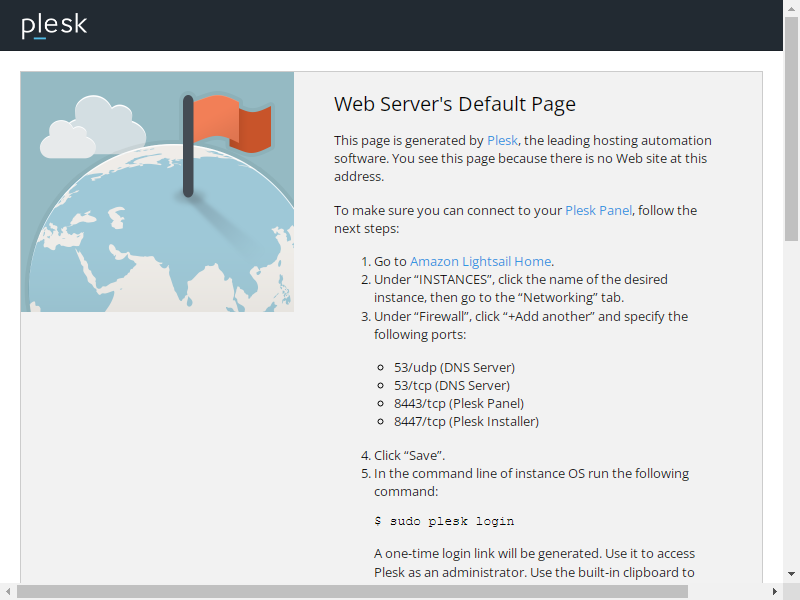 plesk
Web Server's Default Page
This page is generated by Plesk, the leading hosting automation
software. You see this page because there is no Web site at this
address.
To make sure you can connect to your Plesk Panel, follow the
next steps:
1. Go to Amazon Lightsail Home.
2. Under “INSTANCES”, click the name of the desired
instance, then go to the “Networking” tab.
3. Under “Firewall”, click “+Add another” and specify the
following ports:
53/udp (DNS Server)
53/tcp (DNS Server)
8443/tcp (Plesk Panel)
8447/tcp (Plesk Installer)
4. Click “Save”.
5. In the command line of instance OS run the following
command:
$ sudo plesk login
A one-time login link will be generated. Use it to access
Plesk as an administrator. Use the built-in clipboard to